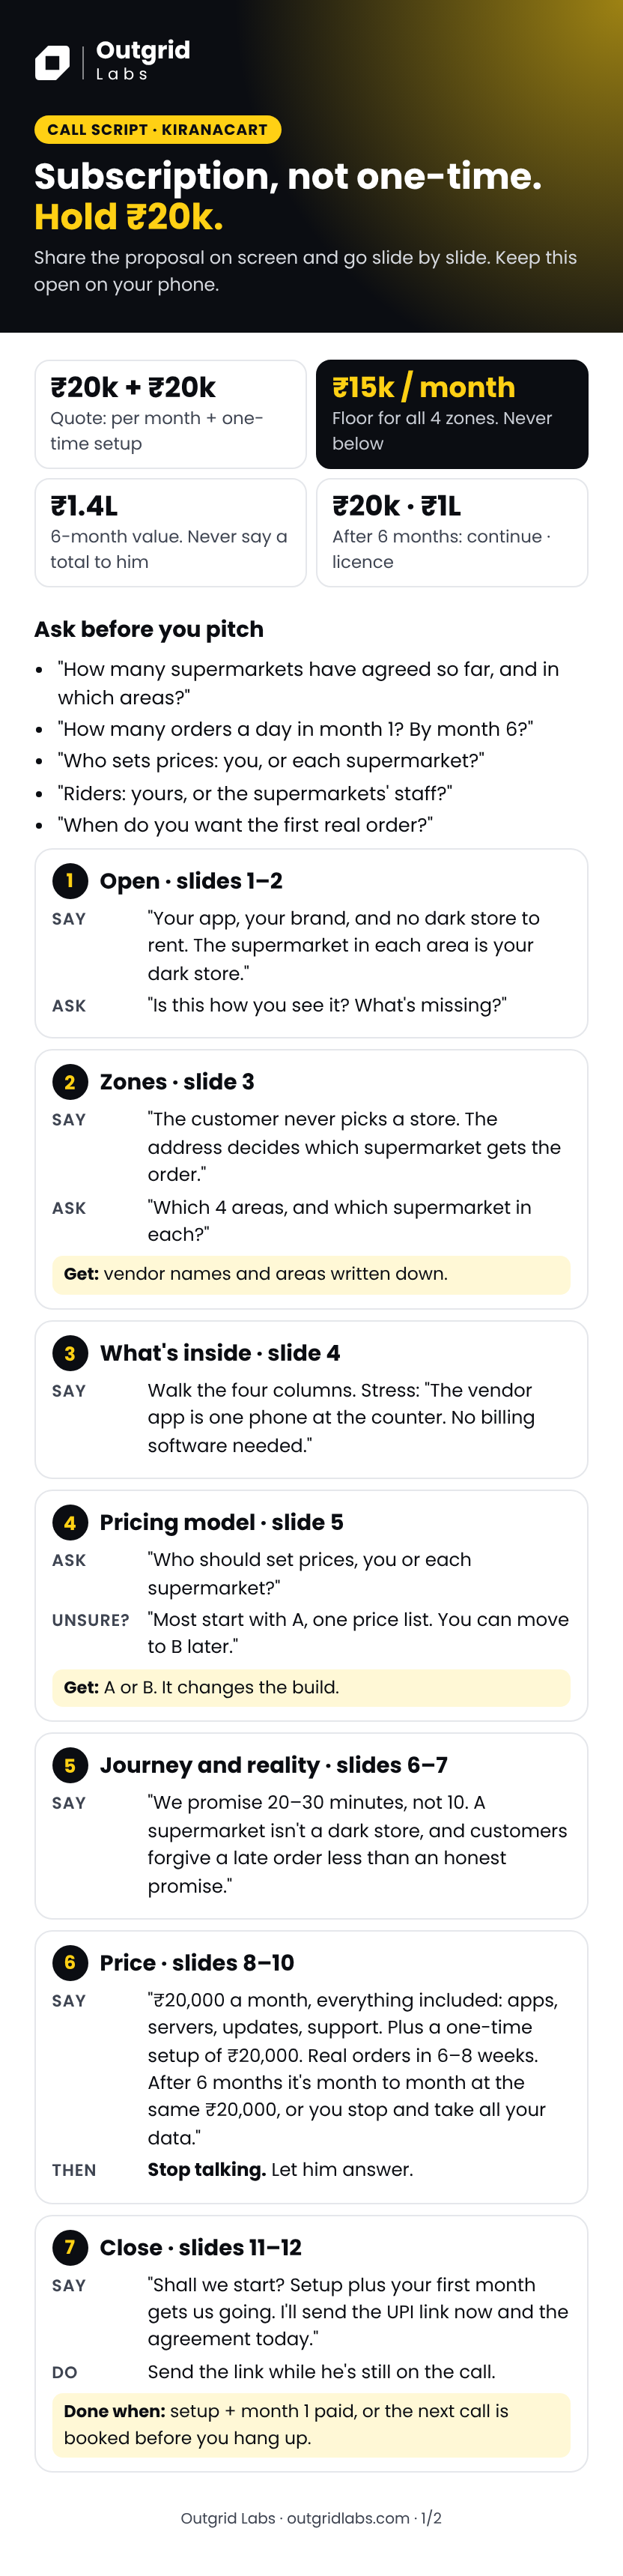 Outgrid
Labs
CALL SCRIPT · KIRANACART
Subscription, not one-time.
Hold ₹20k.
Share the proposal on screen and go slide by slide. Keep this
open on your phone.
₹20k + ₹20k
Quote: per month + one-
time setup
₹15k / month
Floor for all 4 zones. Never
below
₹1.4L
6-month value. Never say a
total to him
₹20k · ₹1L
After 6 months: continue ·
licence
Ask before you pitch
• "How many supermarkets have agreed so far, and in
which areas?"
• "How many orders a day in month 1? By month 6?"
• "Who sets prices: you, or each supermarket?"
• "Riders: yours, or the supermarkets' staff?"
• "When do you want the first real order?"
1 Open · slides 1–2
SAY "Your app, your brand, and no dark store to
rent. The supermarket in each area is your
dark store."
ASK "Is this how you see it? What's missing?"
2 Zones · slide 3
SAY "The customer never picks a store. The
address decides which supermarket gets the
order."
ASK "Which 4 areas, and which supermarket in
each?"
Get: vendor names and areas written down.
3 What's inside · slide 4
SAY Walk the four columns. Stress: "The vendor
app is one phone at the counter. No billing
software needed."
4 Pricing model · slide 5
ASK "Who should set prices, you or each
supermarket?"
UNSURE? "Most start with A, one price list. You can move
to B later."
Get: A or B. It changes the build.
5 Journey and reality · slides 6–7
SAY "We promise 20–30 minutes, not 10. A
supermarket isn't a dark store, and customers
forgive a late order less than an honest
promise."
6 Price · slides 8–10
SAY "₹20,000 a month, everything included: apps,
servers, updates, support. Plus a one-time
setup of ₹20,000. Real orders in 6–8 weeks.
After 6 months it's month to month at the
same ₹20,000, or you stop and take all your
data."
THEN Stop talking. Let him answer.
7 Close · slides 11–12
SAY "Shall we start? Setup plus your first month
gets us going. I'll send the UPI link now and the
agreement today."
DO Send the link while he's still on the call.
Done when: setup + month 1 paid, or the next call is
booked before you hang up.
Outgrid Labs · outgridlabs.com · 1/2